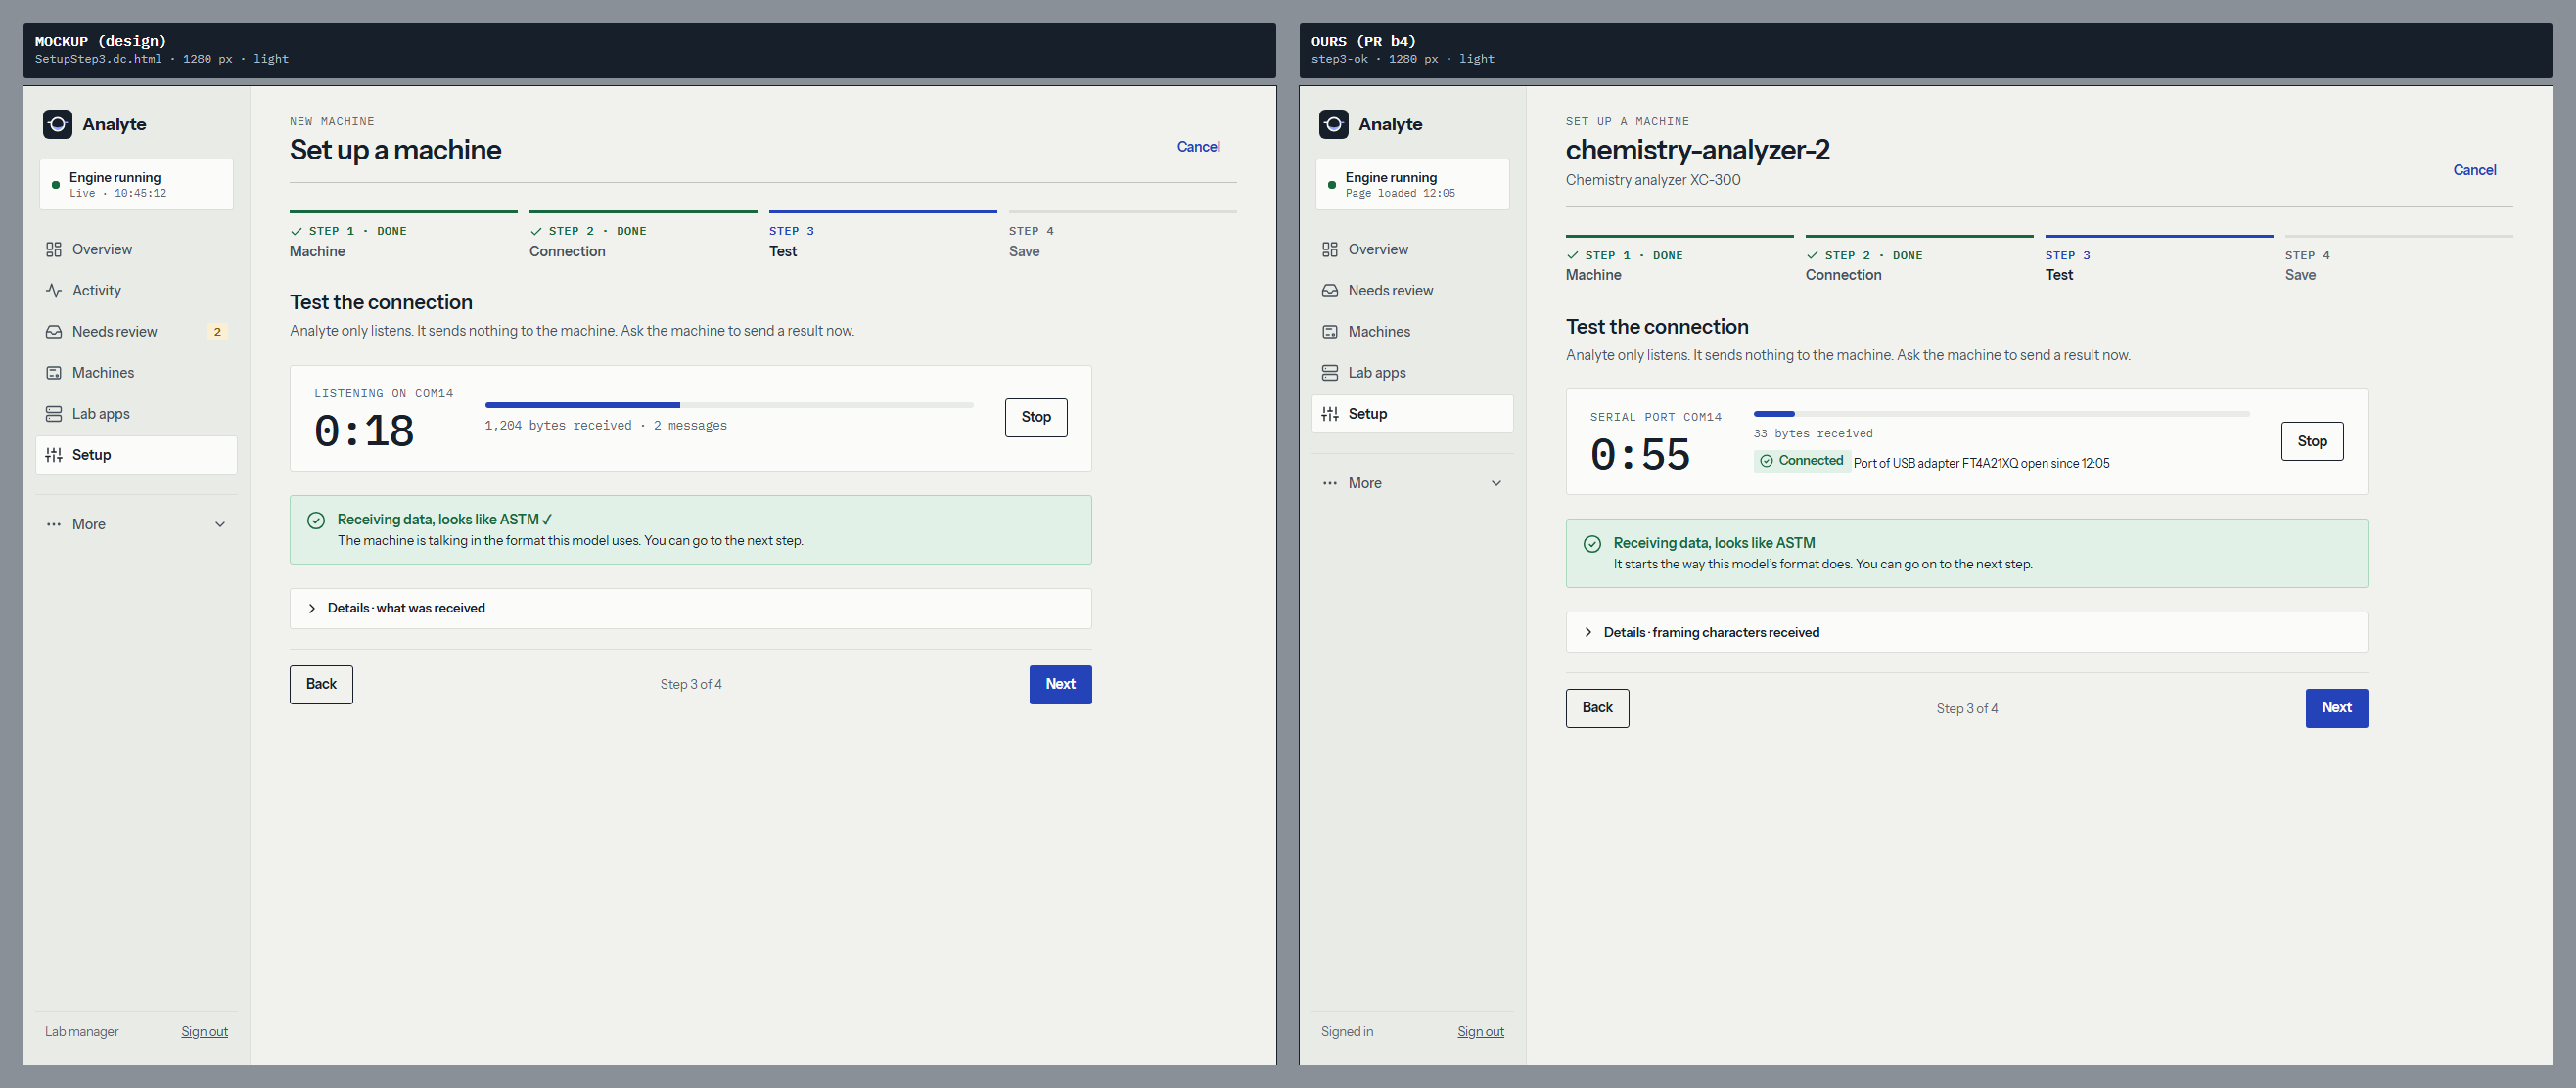 MOCKUP (design)
SetupStep3.dc.html · 1280 px · light
Analyte
Engine running
Live · 10:45:12
Overview
Activity
Needs review 2
Machines
Lab apps
Setup
More
Lab manager Sign out
NEW MACHINE
Set up a machine
Cancel
✓ STEP 1 · DONE
Machine
✓ STEP 2 · DONE
Connection
STEP 3
Test
STEP 4
Save
Test the connection
Analyte only listens. It sends nothing to the machine. Ask the machine to send a result now.
LISTENING ON COM14
0:18
1,204 bytes received · 2 messages
Stop
Receiving data, looks like ASTM ✓
The machine is talking in the format this model uses. You can go to the next step.
Details · what was received
Back
Step 3 of 4
Next
OURS (PR b4)
step3-ok · 1280 px · light
Analyte
Engine running
Page loaded 12:05
Overview
Needs review
Machines
Lab apps
Setup
More
Signed in Sign out
SET UP A MACHINE
chemistry-analyzer-2
Chemistry analyzer XC-300
Cancel
✓ STEP 1 · DONE
Machine
✓ STEP 2 · DONE
Connection
STEP 3
Test
STEP 4
Save
Test the connection
Analyte only listens. It sends nothing to the machine. Ask the machine to send a result now.
SERIAL PORT COM14
0:55
33 bytes received
Connected Port of USB adapter FT4A21XQ open since 12:05
Stop
Receiving data, looks like ASTM
It starts the way this model's format does. You can go on to the next step.
Details · framing characters received
Back
Step 3 of 4
Next